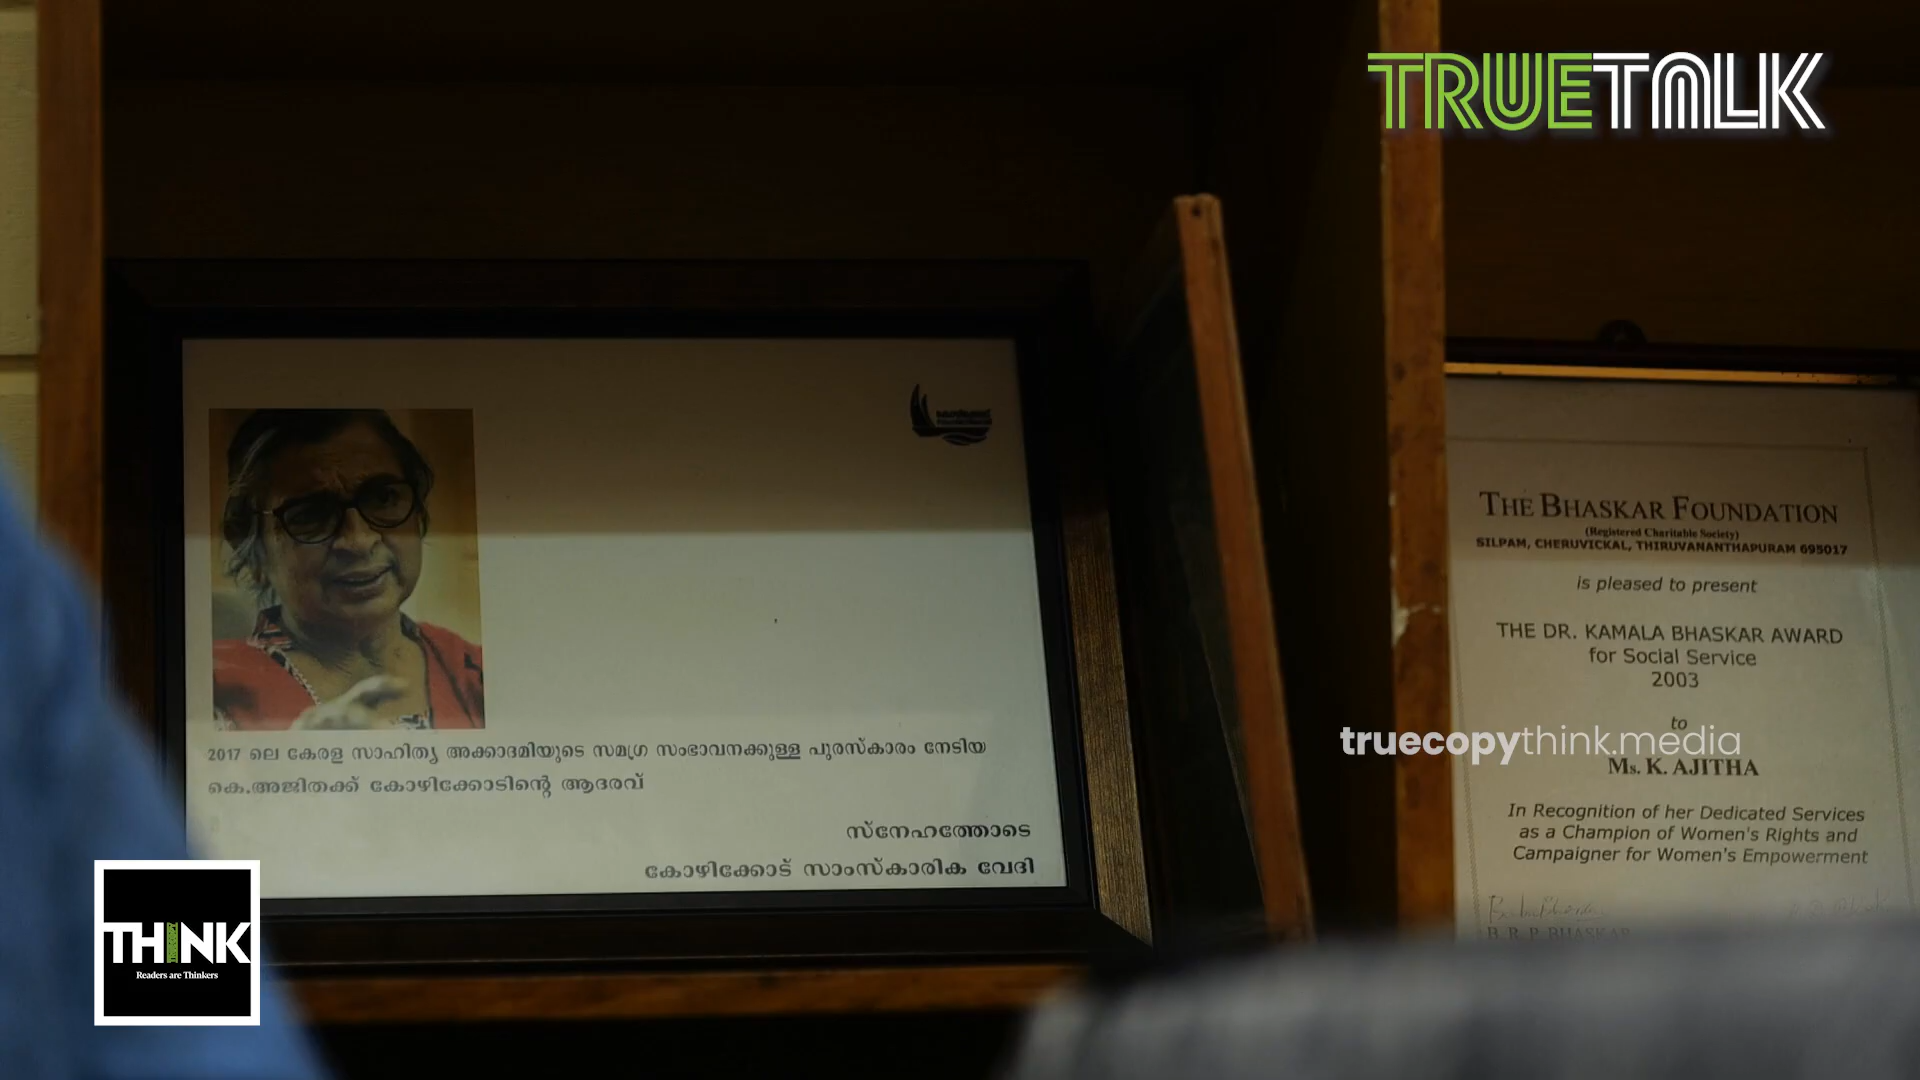 TRUETALK
2017 ലെ കേരള സാഹിത്യ അക്കാദമിയുടെ സമഗ്ര സംഭാവനക്കുള്ള പുരസ്കാരം നേടിയ
കെ.അജിതക്ക് കോഴിക്കോടിന്റെ ആദരവ്
സ്നേഹത്തോടെ
കോഴിക്കോട് സാംസ്കാരിക വേദി
THE BHASKAR FOUNDATION
(Registered Charitable Society)
SILPAM, CHERUVICKAL, THIRUVANANTHAPURAM 695017
is pleased to present
THE DR. KAMALA BHASKAR AWARD
for Social Service
2003
to
truecopythink.media
Ms. K. AJITHA
In Recognition of her Dedicated Services
as a Champion of Women's Rights and
Campaigner for Women's Empowerment
B. R. P. BHASKAR
THINK
Readers are Thinkers